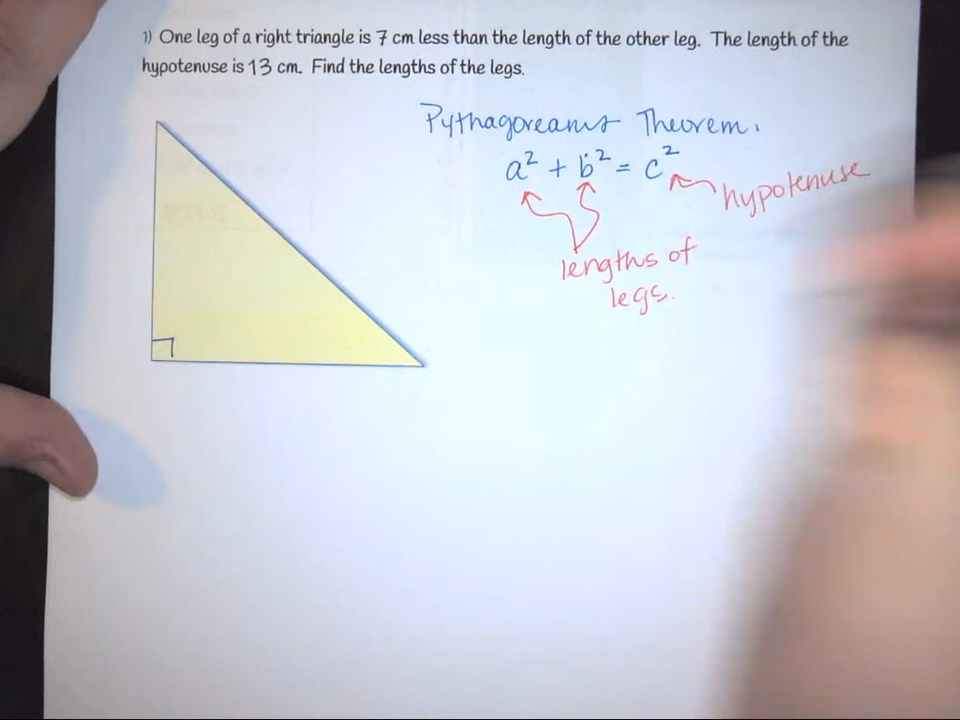 1) One leg of a right triangle is 7 cm less than the length of the other leg. The length of the
hypotenuse is 13 cm. Find the lengths of the legs.
Pythagoreams Theorem.
a² + b² = c²
hypotenuse
lengths of
legs.